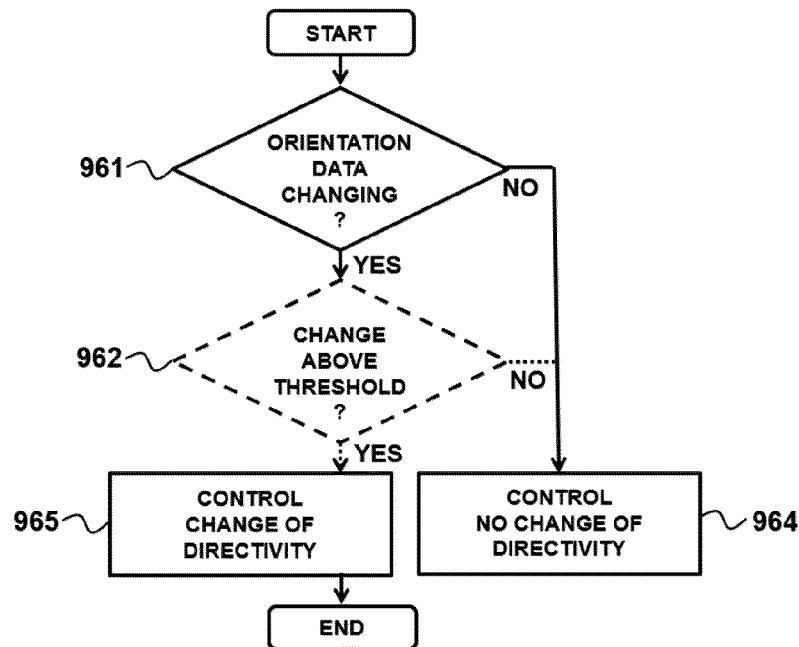 START
961
ORIENTATION
DATA
CHANGING
?
NO
YES
962
CHANGE
ABOVE
THRESHOLD
?
NO
YES
965
CONTROL
CHANGE OF
DIRECTIVITY
CONTROL
NO CHANGE OF
DIRECTIVITY
964
END